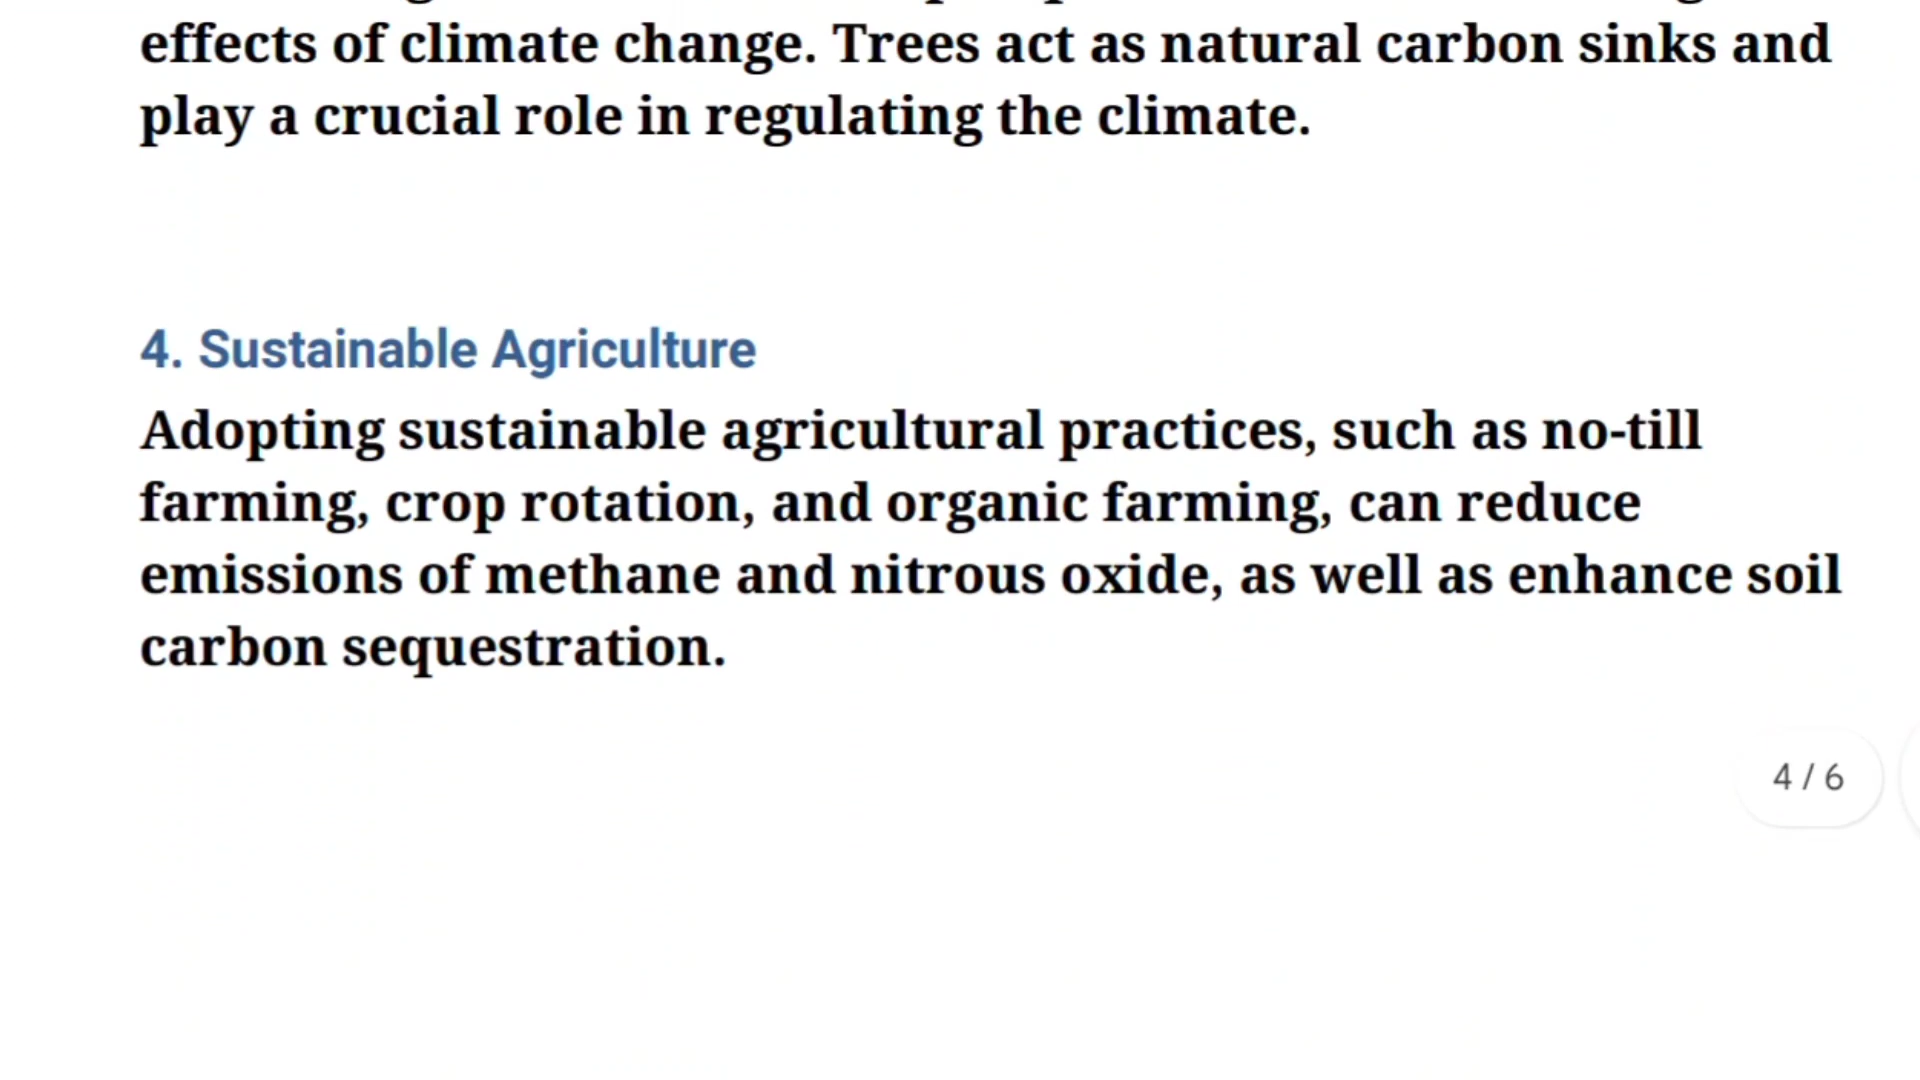 effects of climate change. Trees act as natural carbon sinks and
play a crucial role in regulating the climate.
4. Sustainable Agriculture
Adopting sustainable agricultural practices, such as no-till
farming, crop rotation, and organic farming, can reduce
emissions of methane and nitrous oxide, as well as enhance soil
carbon sequestration.
4 / 6